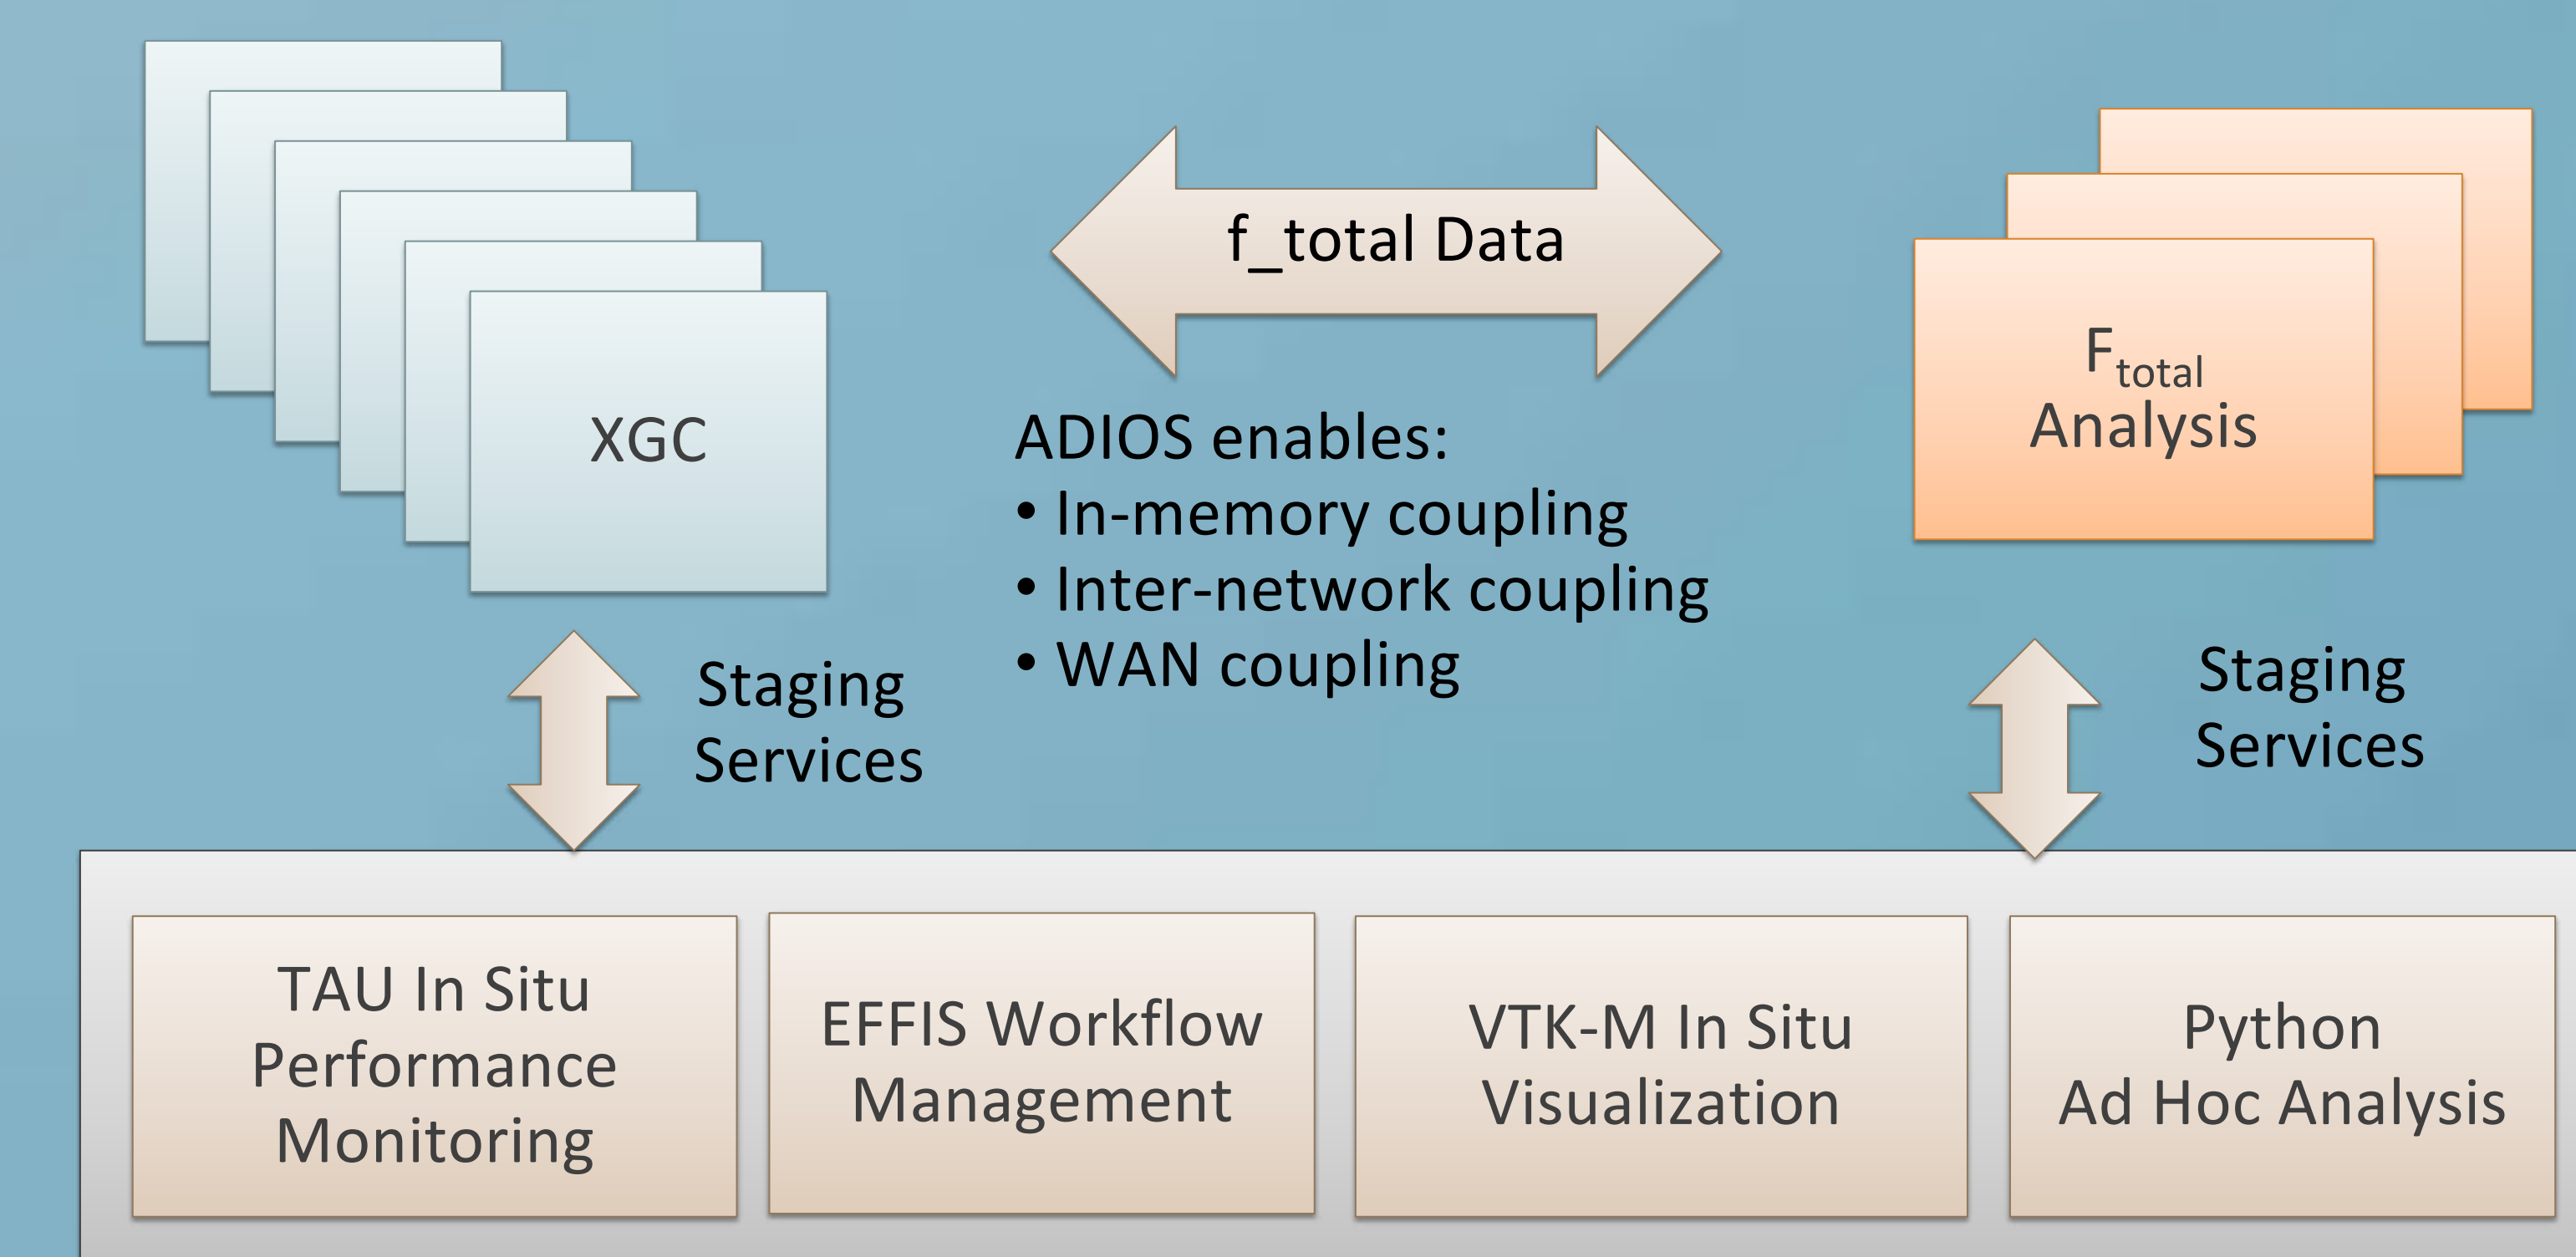 f_total Data
XGC
F_total
Analysis
ADIOS enables:
• In-memory coupling
• Inter-network coupling
• WAN coupling
Staging
Services
Staging
Services
TAU In Situ
Performance
Monitoring
EFFIS Workflow
Management
VTK-M In Situ
Visualization
Python
Ad Hoc Analysis